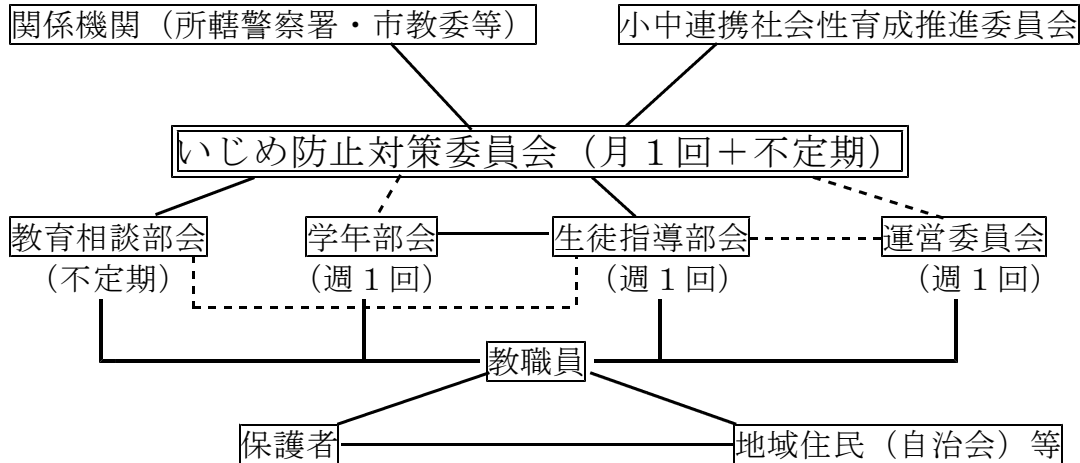 関係機関（所轄警察署・市教委等） 小中連携社会性育成推進委員会
いじめ防止対策委員会（月１回＋不定期）
教育相談部会 学年部会 生徒指導部会 運営委員会
（不定期） （週１回） （週１回） （週１回）
教職員
保護者 地域住民（自治会）等